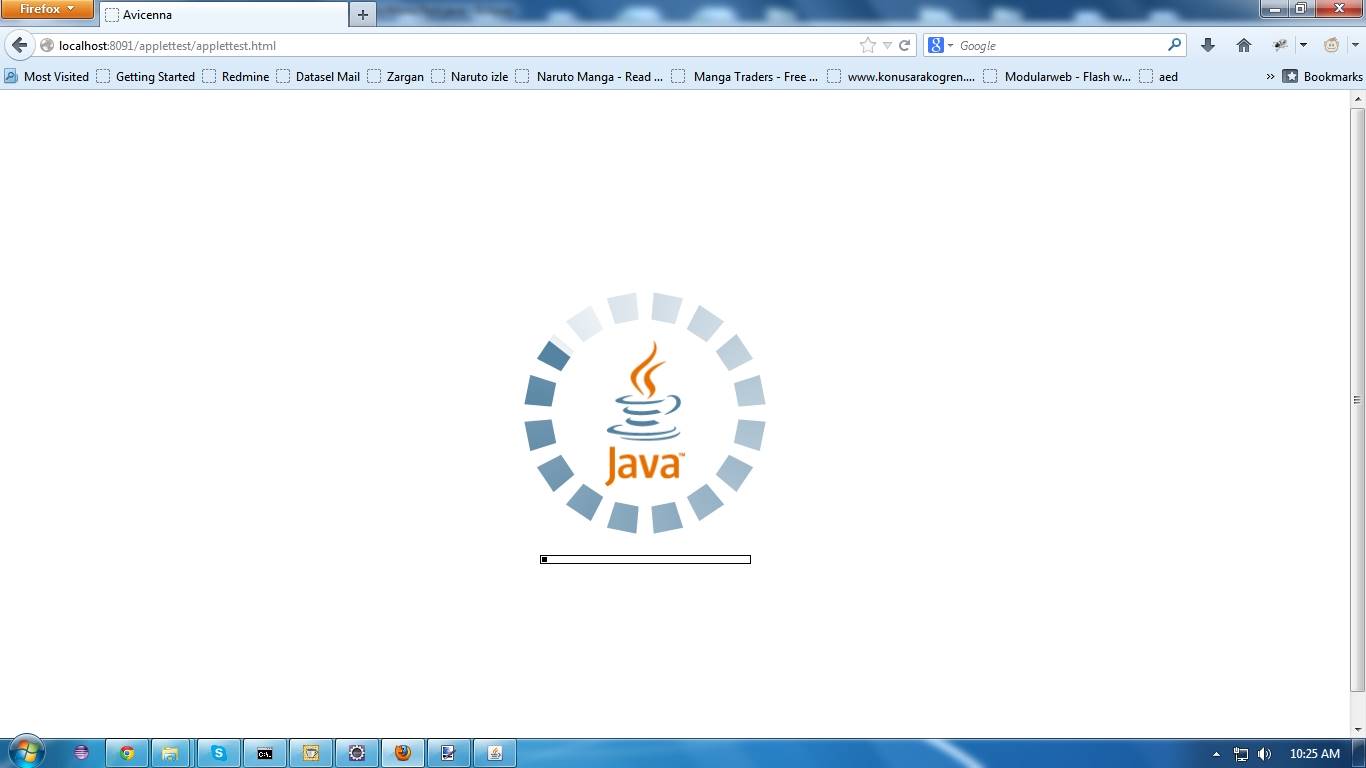 Firefox
Avicenna
localhost:8091/applettest/applettest.html
Google
Most Visited Getting Started Redmine Datasel Mail Zargan Naruto izle Naruto Manga - Read ... Manga Traders - Free ... www.konusarakogren.... Modularweb - Flash w... aed » Bookmarks
Java™
10:25 AM